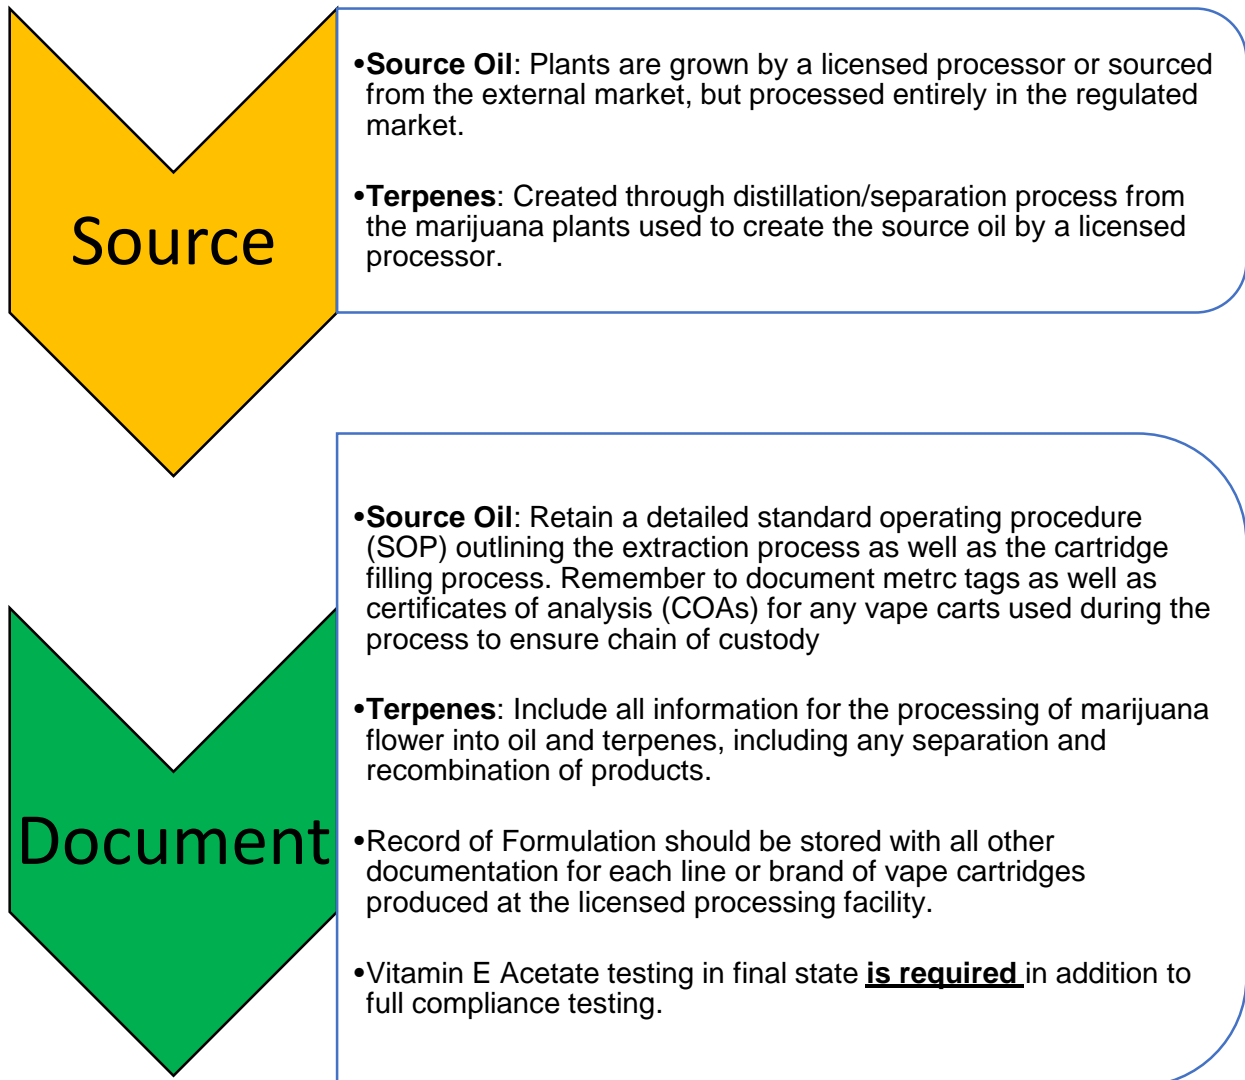 Source
•Source Oil: Plants are grown by a licensed processor or sourced
from the external market, but processed entirely in the regulated
market.
•Terpenes: Created through distillation/separation process from
the marijuana plants used to create the source oil by a licensed
processor.
Document
•Source Oil: Retain a detailed standard operating procedure
(SOP) outlining the extraction process as well as the cartridge
filling process. Remember to document metrc tags as well as
certificates of analysis (COAs) for any vape carts used during the
process to ensure chain of custody
•Terpenes: Include all information for the processing of marijuana
flower into oil and terpenes, including any separation and
recombination of products.
•Record of Formulation should be stored with all other
documentation for each line or brand of vape cartridges
produced at the licensed processing facility.
•Vitamin E Acetate testing in final state is required in addition to
full compliance testing.